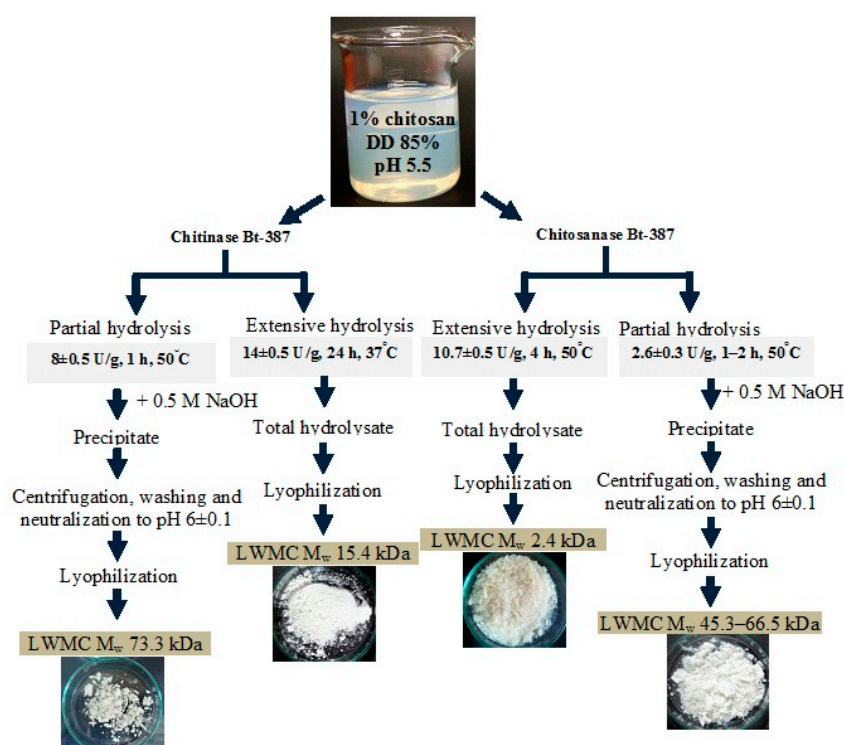 1% chitosan
DD 85%
pH 5.5
Chitinase Bt-387
Chitosanase Bt-387
Partial hydrolysis
8±0.5 U/g, 1 h, 50°C
+ 0.5 M NaOH
Precipitate
Centrifugation, washing and
neutralization to pH 6±0.1
Lyophilization
LWMC Mw 73.3 kDa
Extensive hydrolysis
14±0.5 U/g, 24 h, 37°C
Total hydrolysate
Lyophilization
LWMC Mw 15.4 kDa
Extensive hydrolysis
10.7±0.5 U/g, 4 h, 50°C
Total hydrolysate
Lyophilization
LWMC Mw 2.4 kDa
Partial hydrolysis
2.6±0.3 U/g, 1–2 h, 50°C
+ 0.5 M NaOH
Precipitate
Centrifugation, washing and
neutralization to pH 6±0.1
Lyophilization
LWMC Mw 45.3–66.5 kDa